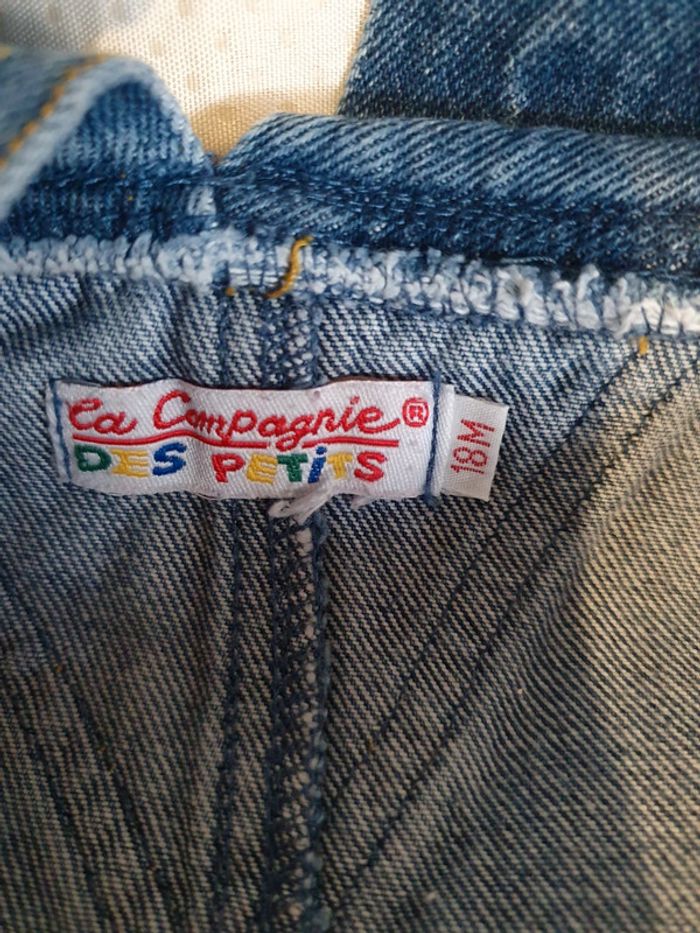 La Compagnie ®
DES PETITS
18M